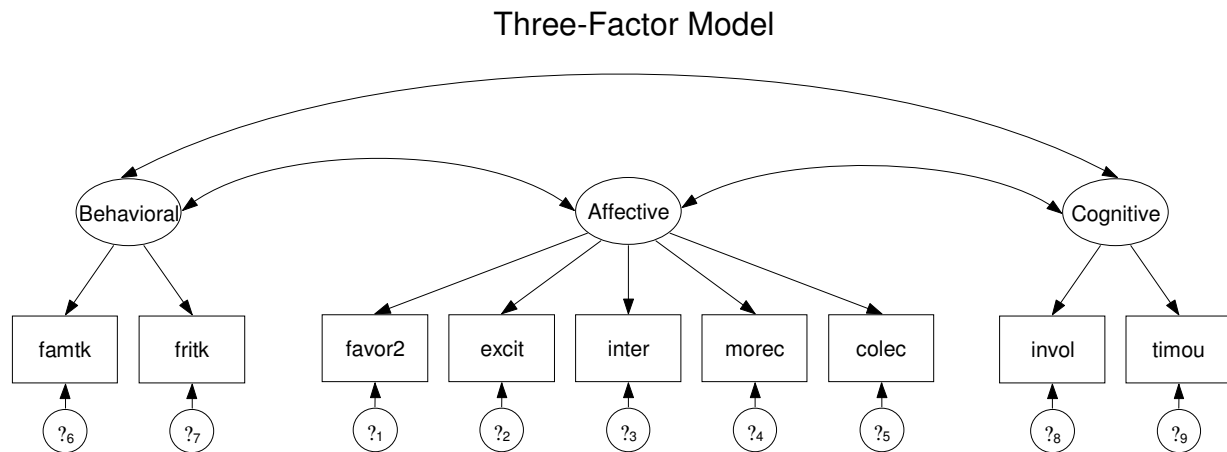 Three-Factor Model
Behavioral Affective Cognitive
famtk fritk favor2 excit inter morec colec invol timou
?6 ?7 ?1 ?2 ?3 ?4 ?5 ?8 ?9